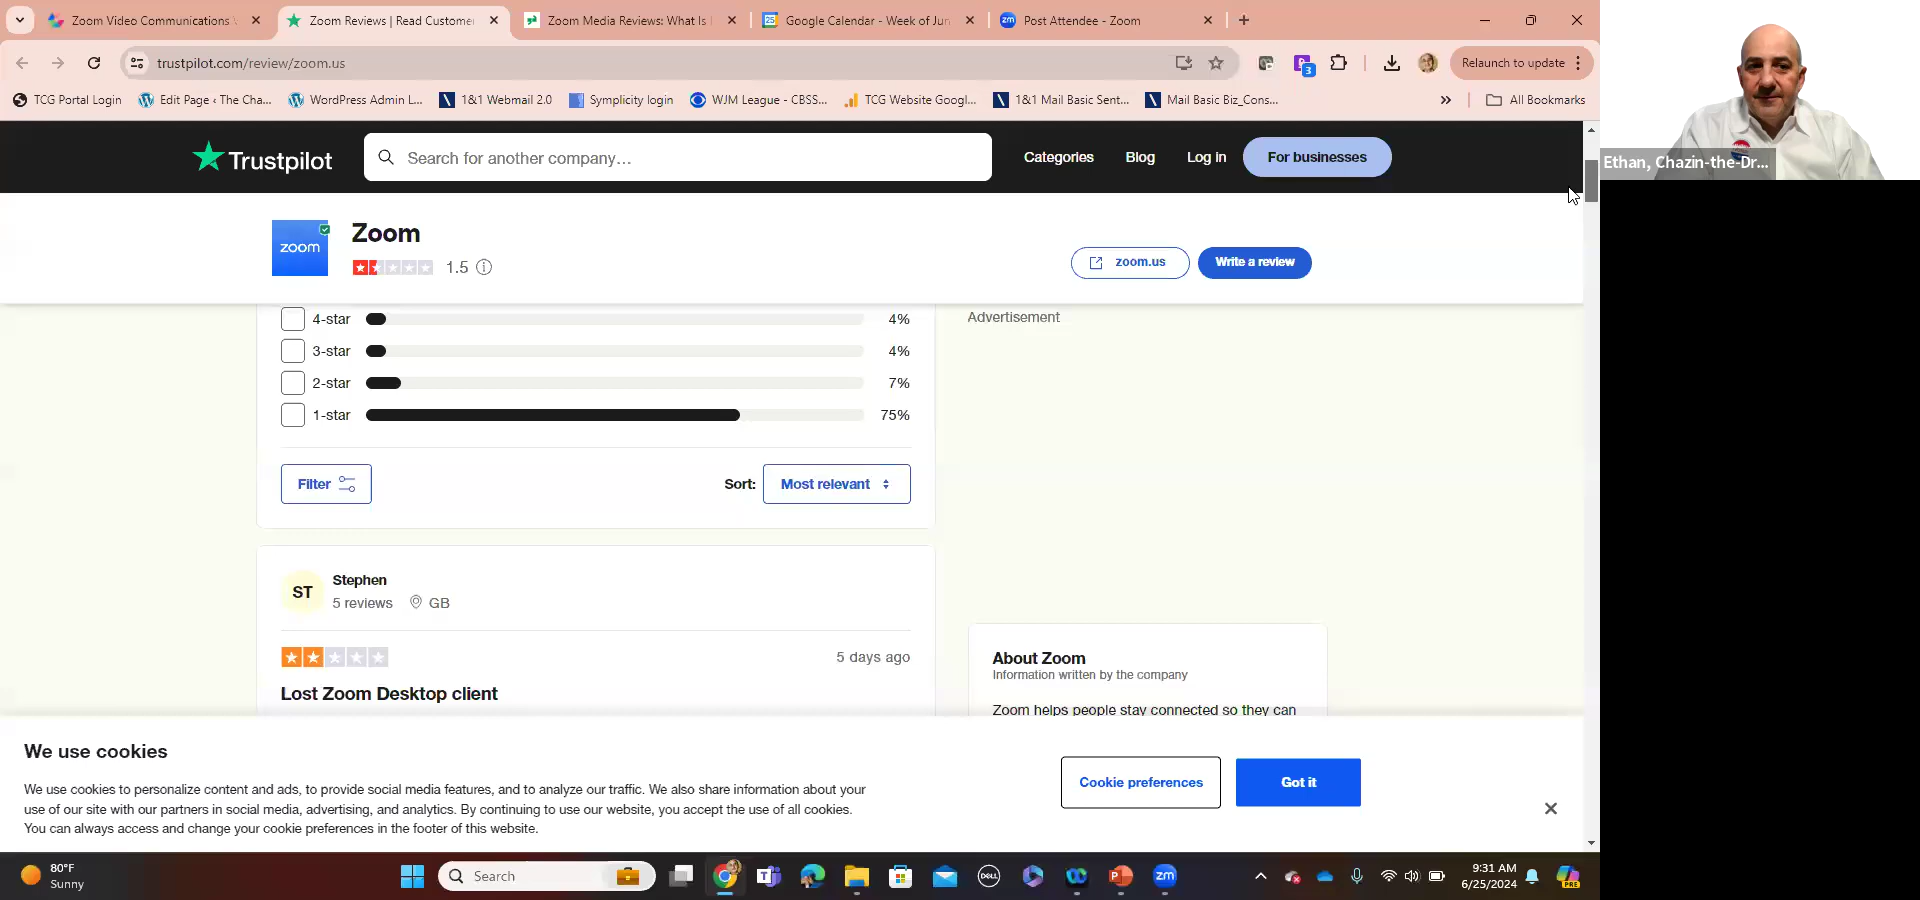 Zoom Video Communications
Zoom Reviews | Read Custome
Zoom Media Reviews: What Is
Google Calendar - Week of Jun
Post Attendee - Zoom
trustpilot.com/review/zoom.us
3
Relaunch to update
TCG Portal Login
Edit Page ‹ The Cha...
WordPress Admin L...
1&1 Webmail 2.0
Symplicity login
WJM League - CBSS...
TCG Website Googl...
1&1 Mail Basic Sent...
Mail Basic Biz_Cons...
»
All Bookmarks
Trustpilot
Search for another company...
Categories
Blog
Log in
For businesses
Ethan, Chazin-the-Dr...
zoom
Zoom
1.5
zoom.us
Write a review
4-star 4%
3-star 4%
2-star 7%
1-star 75%
Advertisement
Filter
Sort:
Most relevant
ST
Stephen
5 reviews GB
5 days ago
Lost Zoom Desktop client
About Zoom
Information written by the company
Zoom helps people stay connected so they can
We use cookies
We use cookies to personalize content and ads, to provide social media features, and to analyze our traffic. We also share information about your
use of our site with our partners in social media, advertising, and analytics. By continuing to use our website, you accept the use of all cookies.
You can always access and change your cookie preferences in the footer of this website.
Cookie preferences
Got it
80°F
Sunny
Search
DELL
zm
9:31 AM
6/25/2024
PRE